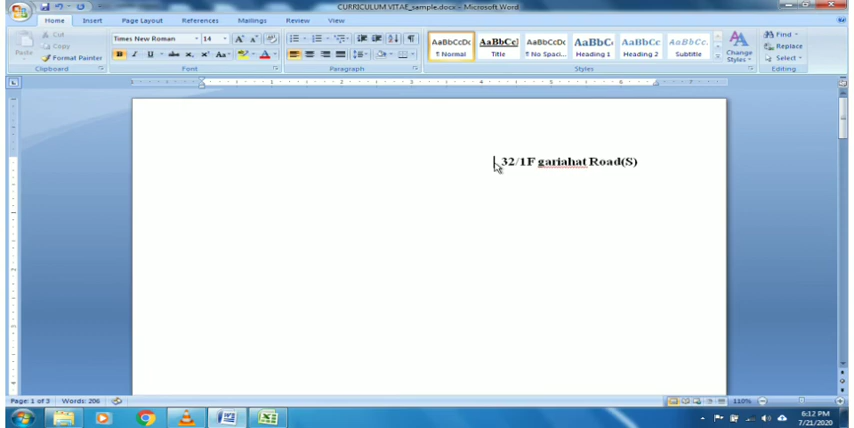 CURRICULUM VITAE_sample.docx - Microsoft Word
Home Insert Page Layout References Mailings Review View
Cut
Copy
Format Painter
Paste
Clipboard
Times New Roman 14
Font
Paragraph
AaBbCcDc AaBbCcI AaBbCcDc AaBbC AaBbCc AaBbCc.
¶ Normal Title ¶ No Spaci... Heading 1 Heading 2 Subtitle
Styles
Change Styles
Find
Replace
Select
Editing
32/1F gariahat Road(S)
Page: 1 of 3 Words: 206
110%
6:12 PM
7/21/2020